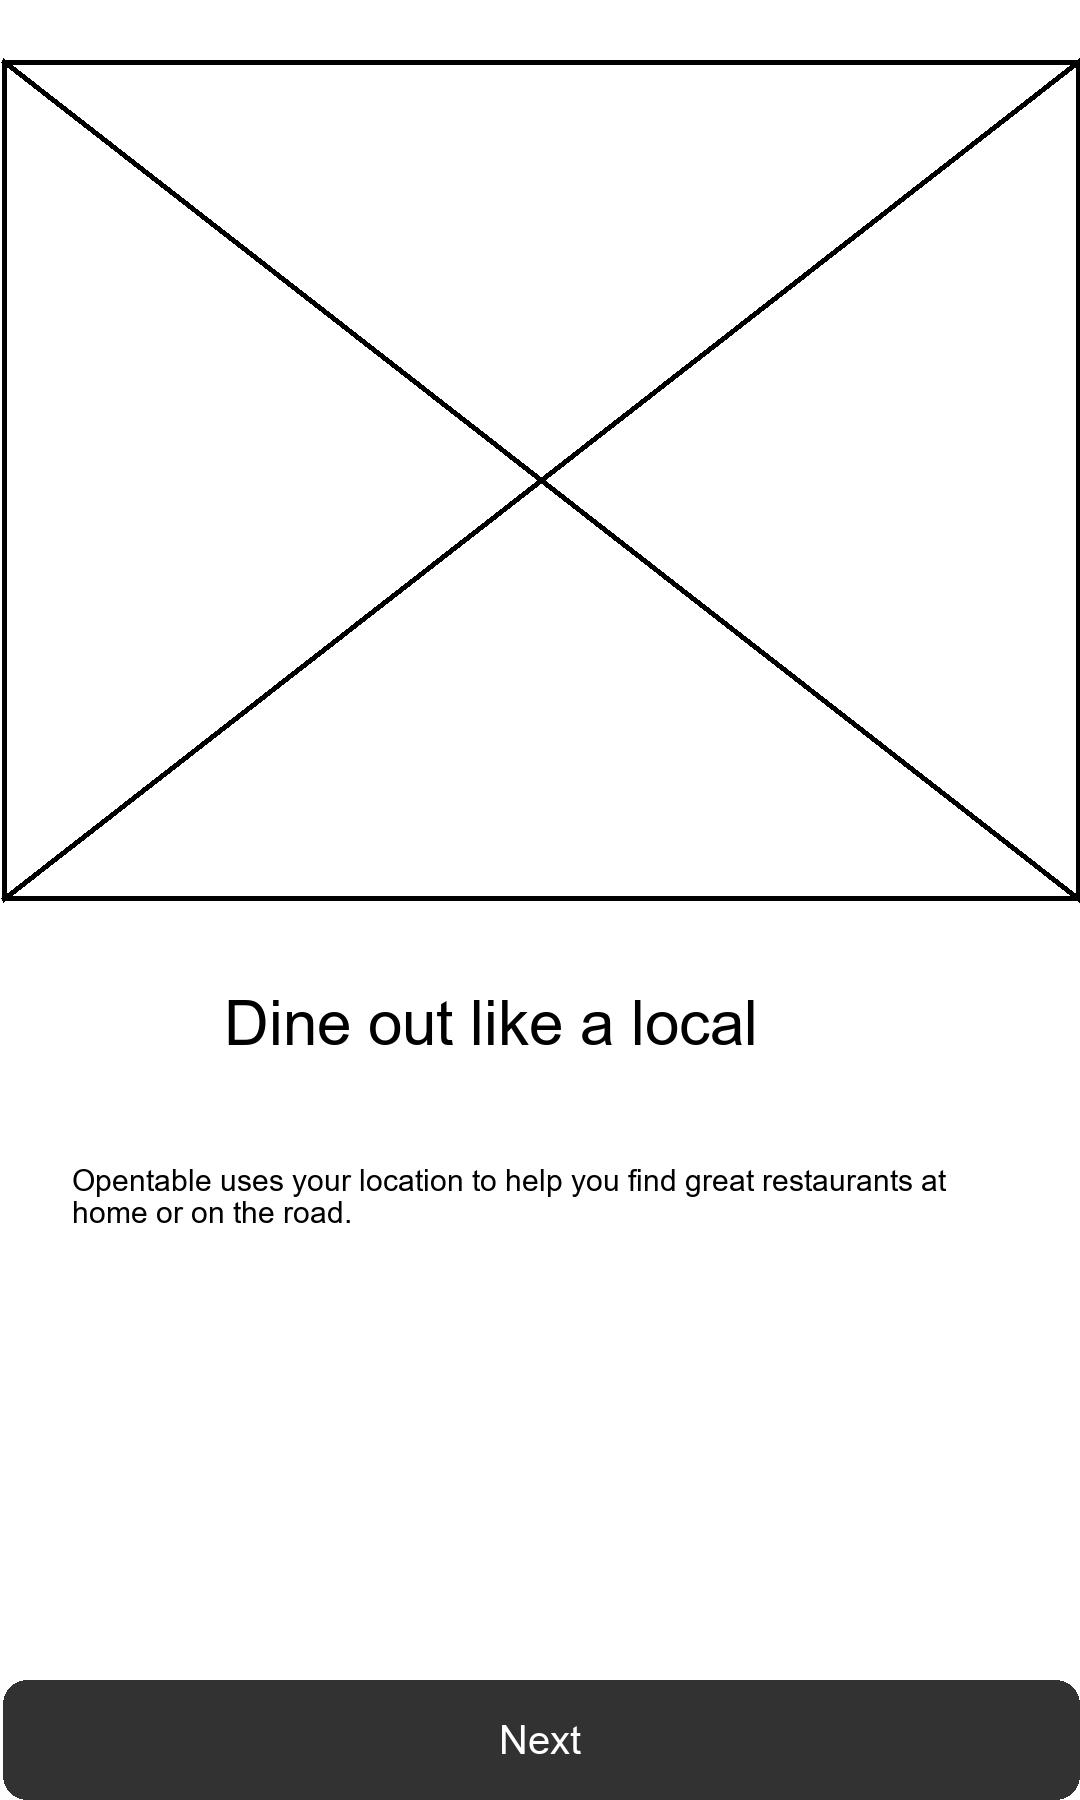 Dine out like a local
Opentable uses your location to help you find great restaurants at
home or on the road.
Next